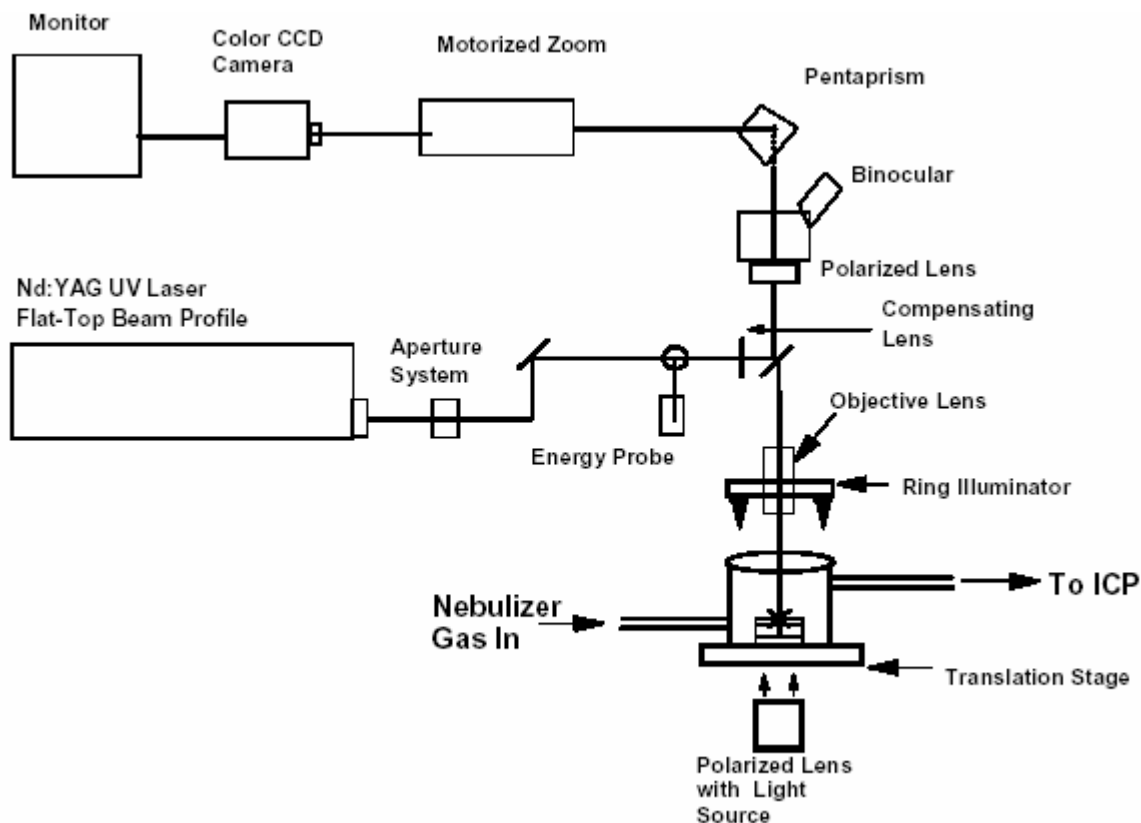 Monitor
Color CCD
Camera
Motorized Zoom
Pentaprism
Binocular
Polarized Lens
Nd:YAG UV Laser
Flat-Top Beam Profile
Aperture
System
Compensating
Lens
Energy Probe
Objective Lens
Ring Illuminator
Nebulizer
Gas In
To ICP
Translation Stage
Polarized Lens
with Light
Source